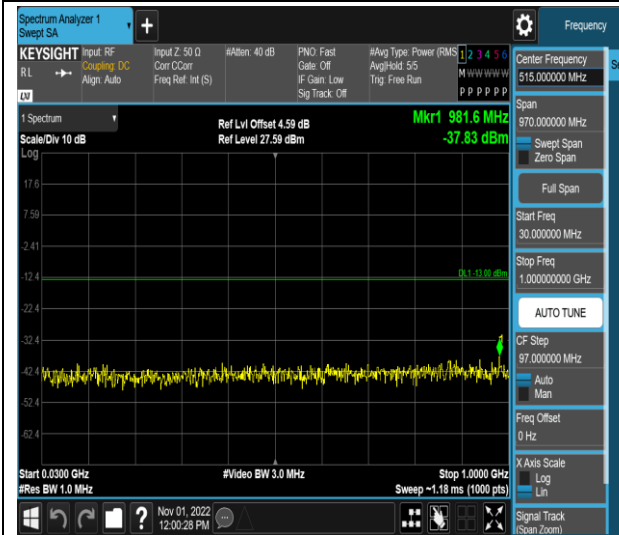 Spectrum Analyzer 1
Swept SA
Frequency
KEYSIGHT
RL
LXI
Input: RF
Coupling: DC
Align: Auto
Input Z: 50 Ω
Corr CCorr
Freq Ref: Int (S)
#Atten: 40 dB
PNO: Fast
Gate: Off
IF Gain: Low
Sig Track: Off
#Avg Type: Power (RMS
Avg|Hold: 5/5
Trig: Free Run
1 2 3 4 5 6
M W W W W W
P P P P P P
1 Spectrum
Scale/Div 10 dB
Log
Ref Lvl Offset 4.59 dB
Ref Level 27.59 dBm
Mkr1 981.6 MHz
-37.83 dBm
17.6
7.59
-2.41
-12.4
DL1 -13.00 dBm
-22.4
-32.4
-42.4
-52.4
-62.4
Start 0.0300 GHz
#Res BW 1.0 MHz
#Video BW 3.0 MHz
Stop 1.0000 GHz
Sweep ~1.18 ms (1000 pts)
Nov 01, 2022
12:00:28 PM
Center Frequency
515.000000 MHz
Span
970.000000 MHz
Swept Span
Zero Span
Full Span
Start Freq
30.000000 MHz
Stop Freq
1.000000000 GHz
AUTO TUNE
CF Step
97.000000 MHz
Auto
Man
Freq Offset
0 Hz
X Axis Scale
Log
Lin
Signal Track
(Span Zoom)